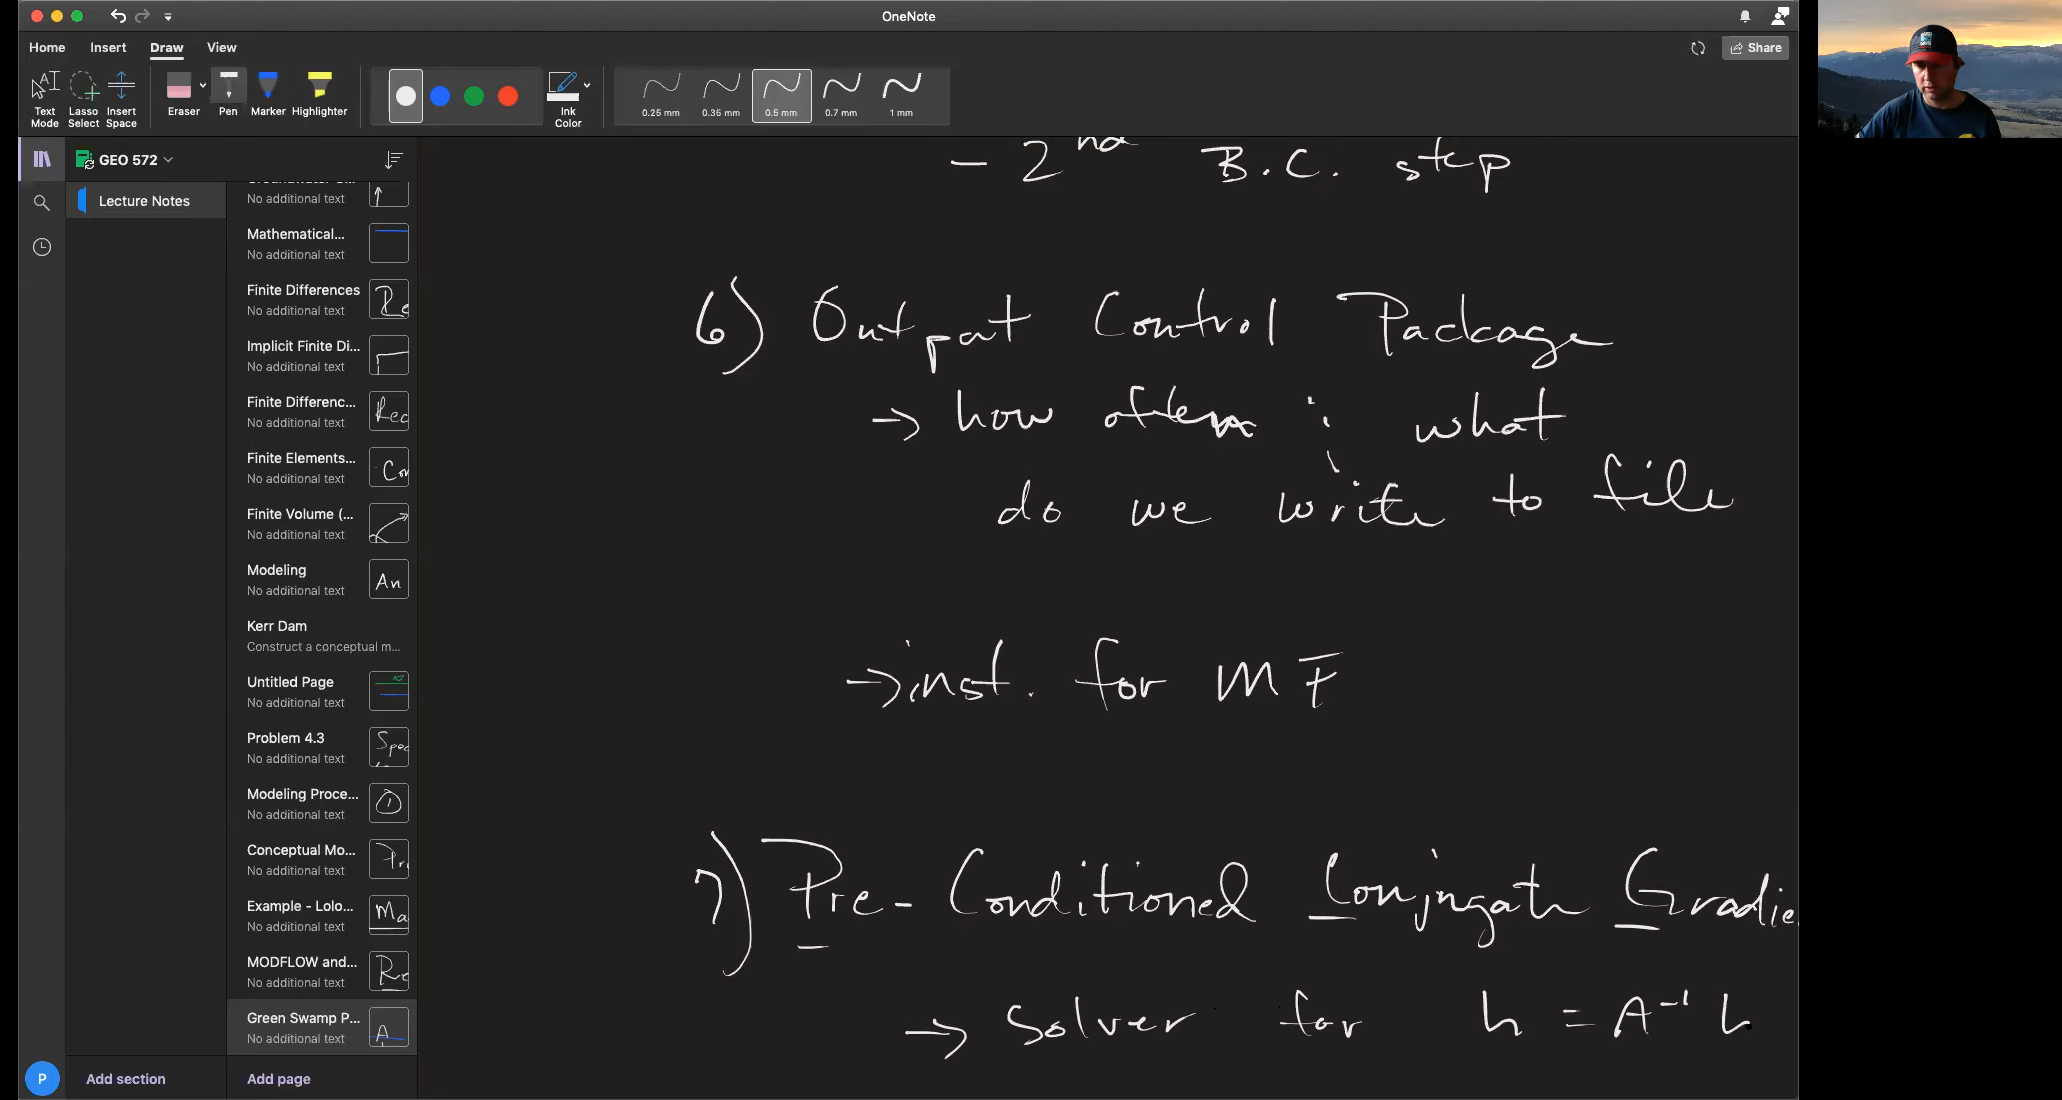 OneNote
Home Insert Draw View
Share
Text Mode
Lasso Select
Insert Space
Eraser
Pen
Marker
Highlighter
Ink Color
0.25 mm
0.35 mm
0.5 mm
0.7 mm
1 mm
GEO 572
Lecture Notes
No additional text
Mathematical...
No additional text
Finite Differences
No additional text
Implicit Finite Di...
No additional text
Finite Differenc...
No additional text
Finite Elements...
No additional text
Finite Volume (...
No additional text
Modeling
No additional text
Kerr Dam
Construct a conceptual m...
Untitled Page
No additional text
Problem 4.3
No additional text
Modeling Proce...
No additional text
Conceptual Mo...
No additional text
Example - Lolo...
No additional text
MODFLOW and...
No additional text
Green Swamp P...
No additional text
P
Add section
Add page
- 2nd B.C. step
6) Output Control Package
→ how often ; what
do we write to file
→ inst. for MF
7) Pre-Conditioned Conjugate Gradie
→ Solver for h = A⁻¹ b